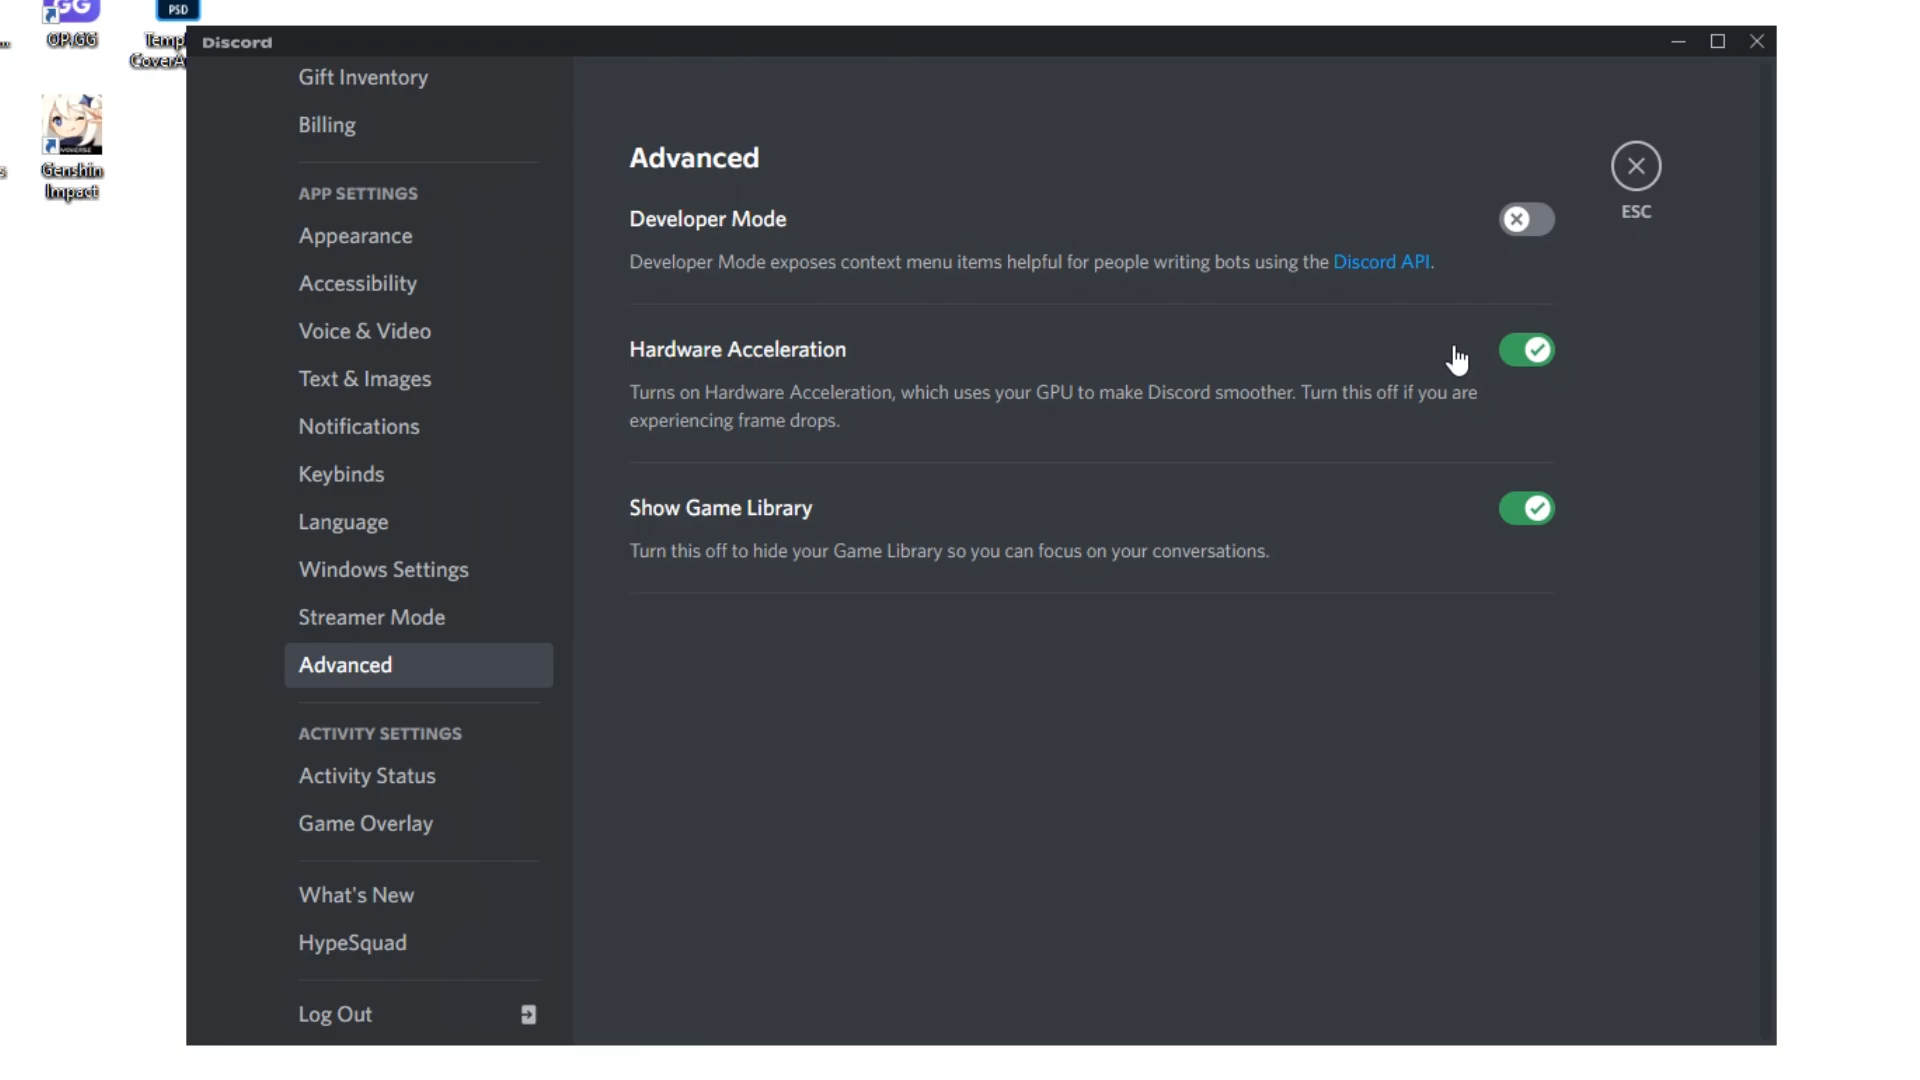 OP.GG
PSD
Temp
CoverA
Genshin
Impact
Discord
Gift Inventory
Billing
APP SETTINGS
Appearance
Accessibility
Voice & Video
Text & Images
Notifications
Keybinds
Language
Windows Settings
Streamer Mode
Advanced
ACTIVITY SETTINGS
Activity Status
Game Overlay
What's New
HypeSquad
Log Out
Advanced
ESC
Developer Mode
Developer Mode exposes context menu items helpful for people writing bots using the Discord API.
Hardware Acceleration
Turns on Hardware Acceleration, which uses your GPU to make Discord smoother. Turn this off if you are
experiencing frame drops.
Show Game Library
Turn this off to hide your Game Library so you can focus on your conversations.